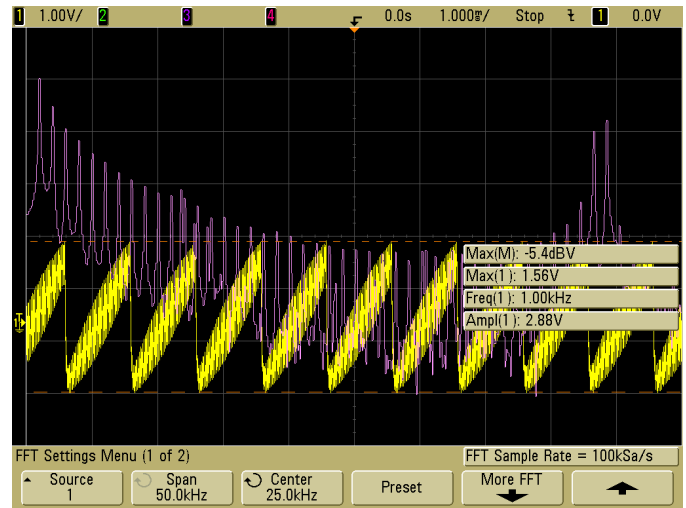 1 1.00V/ 2 3 4 0.0s 1.000㎳/ Stop 1 0.0V
Max(M): -5.4dBV
Max(1): 1.56V
Freq(1): 1.00kHz
Ampl(1): 2.88V
1
FFT Settings Menu (1 of 2) FFT Sample Rate = 100kSa/s
Source Span Center Preset More FFT
1 50.0kHz 25.0kHz